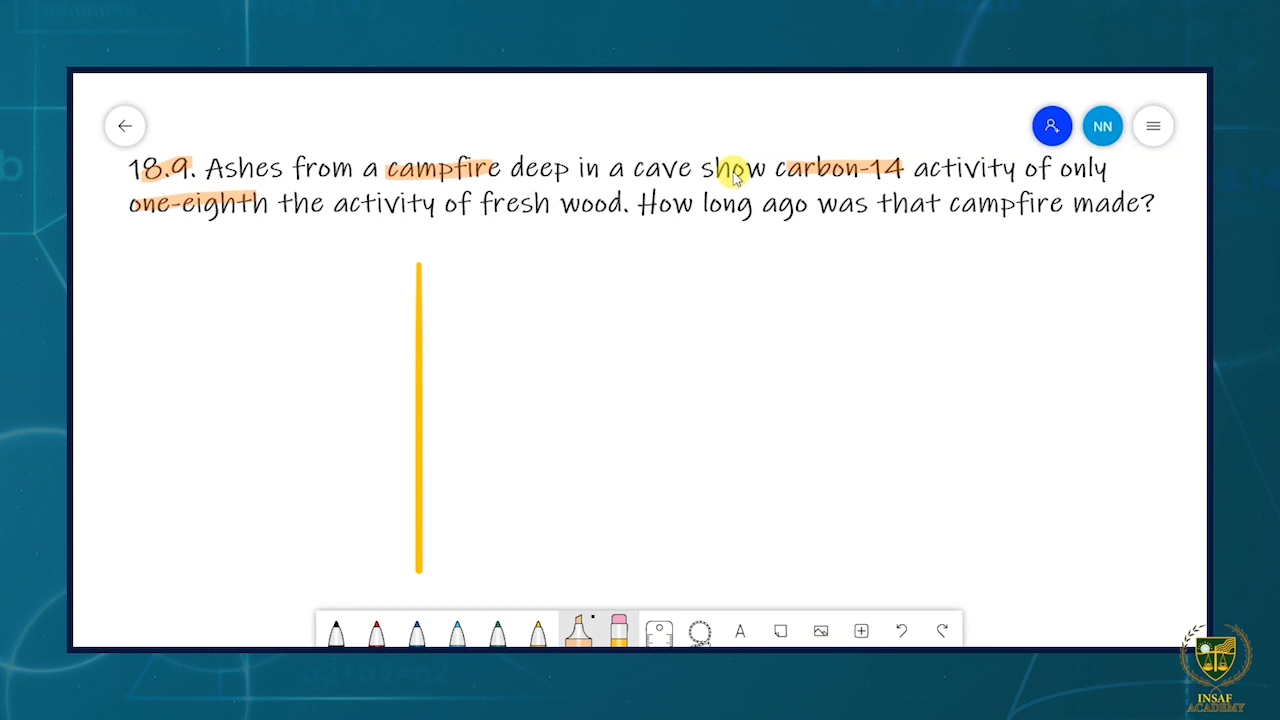 NN
18.9. Ashes from a campfire deep in a cave show carbon-14 activity of only
one-eighth the activity of fresh wood. How long ago was that campfire made?
A
INSAF
ACADEMY